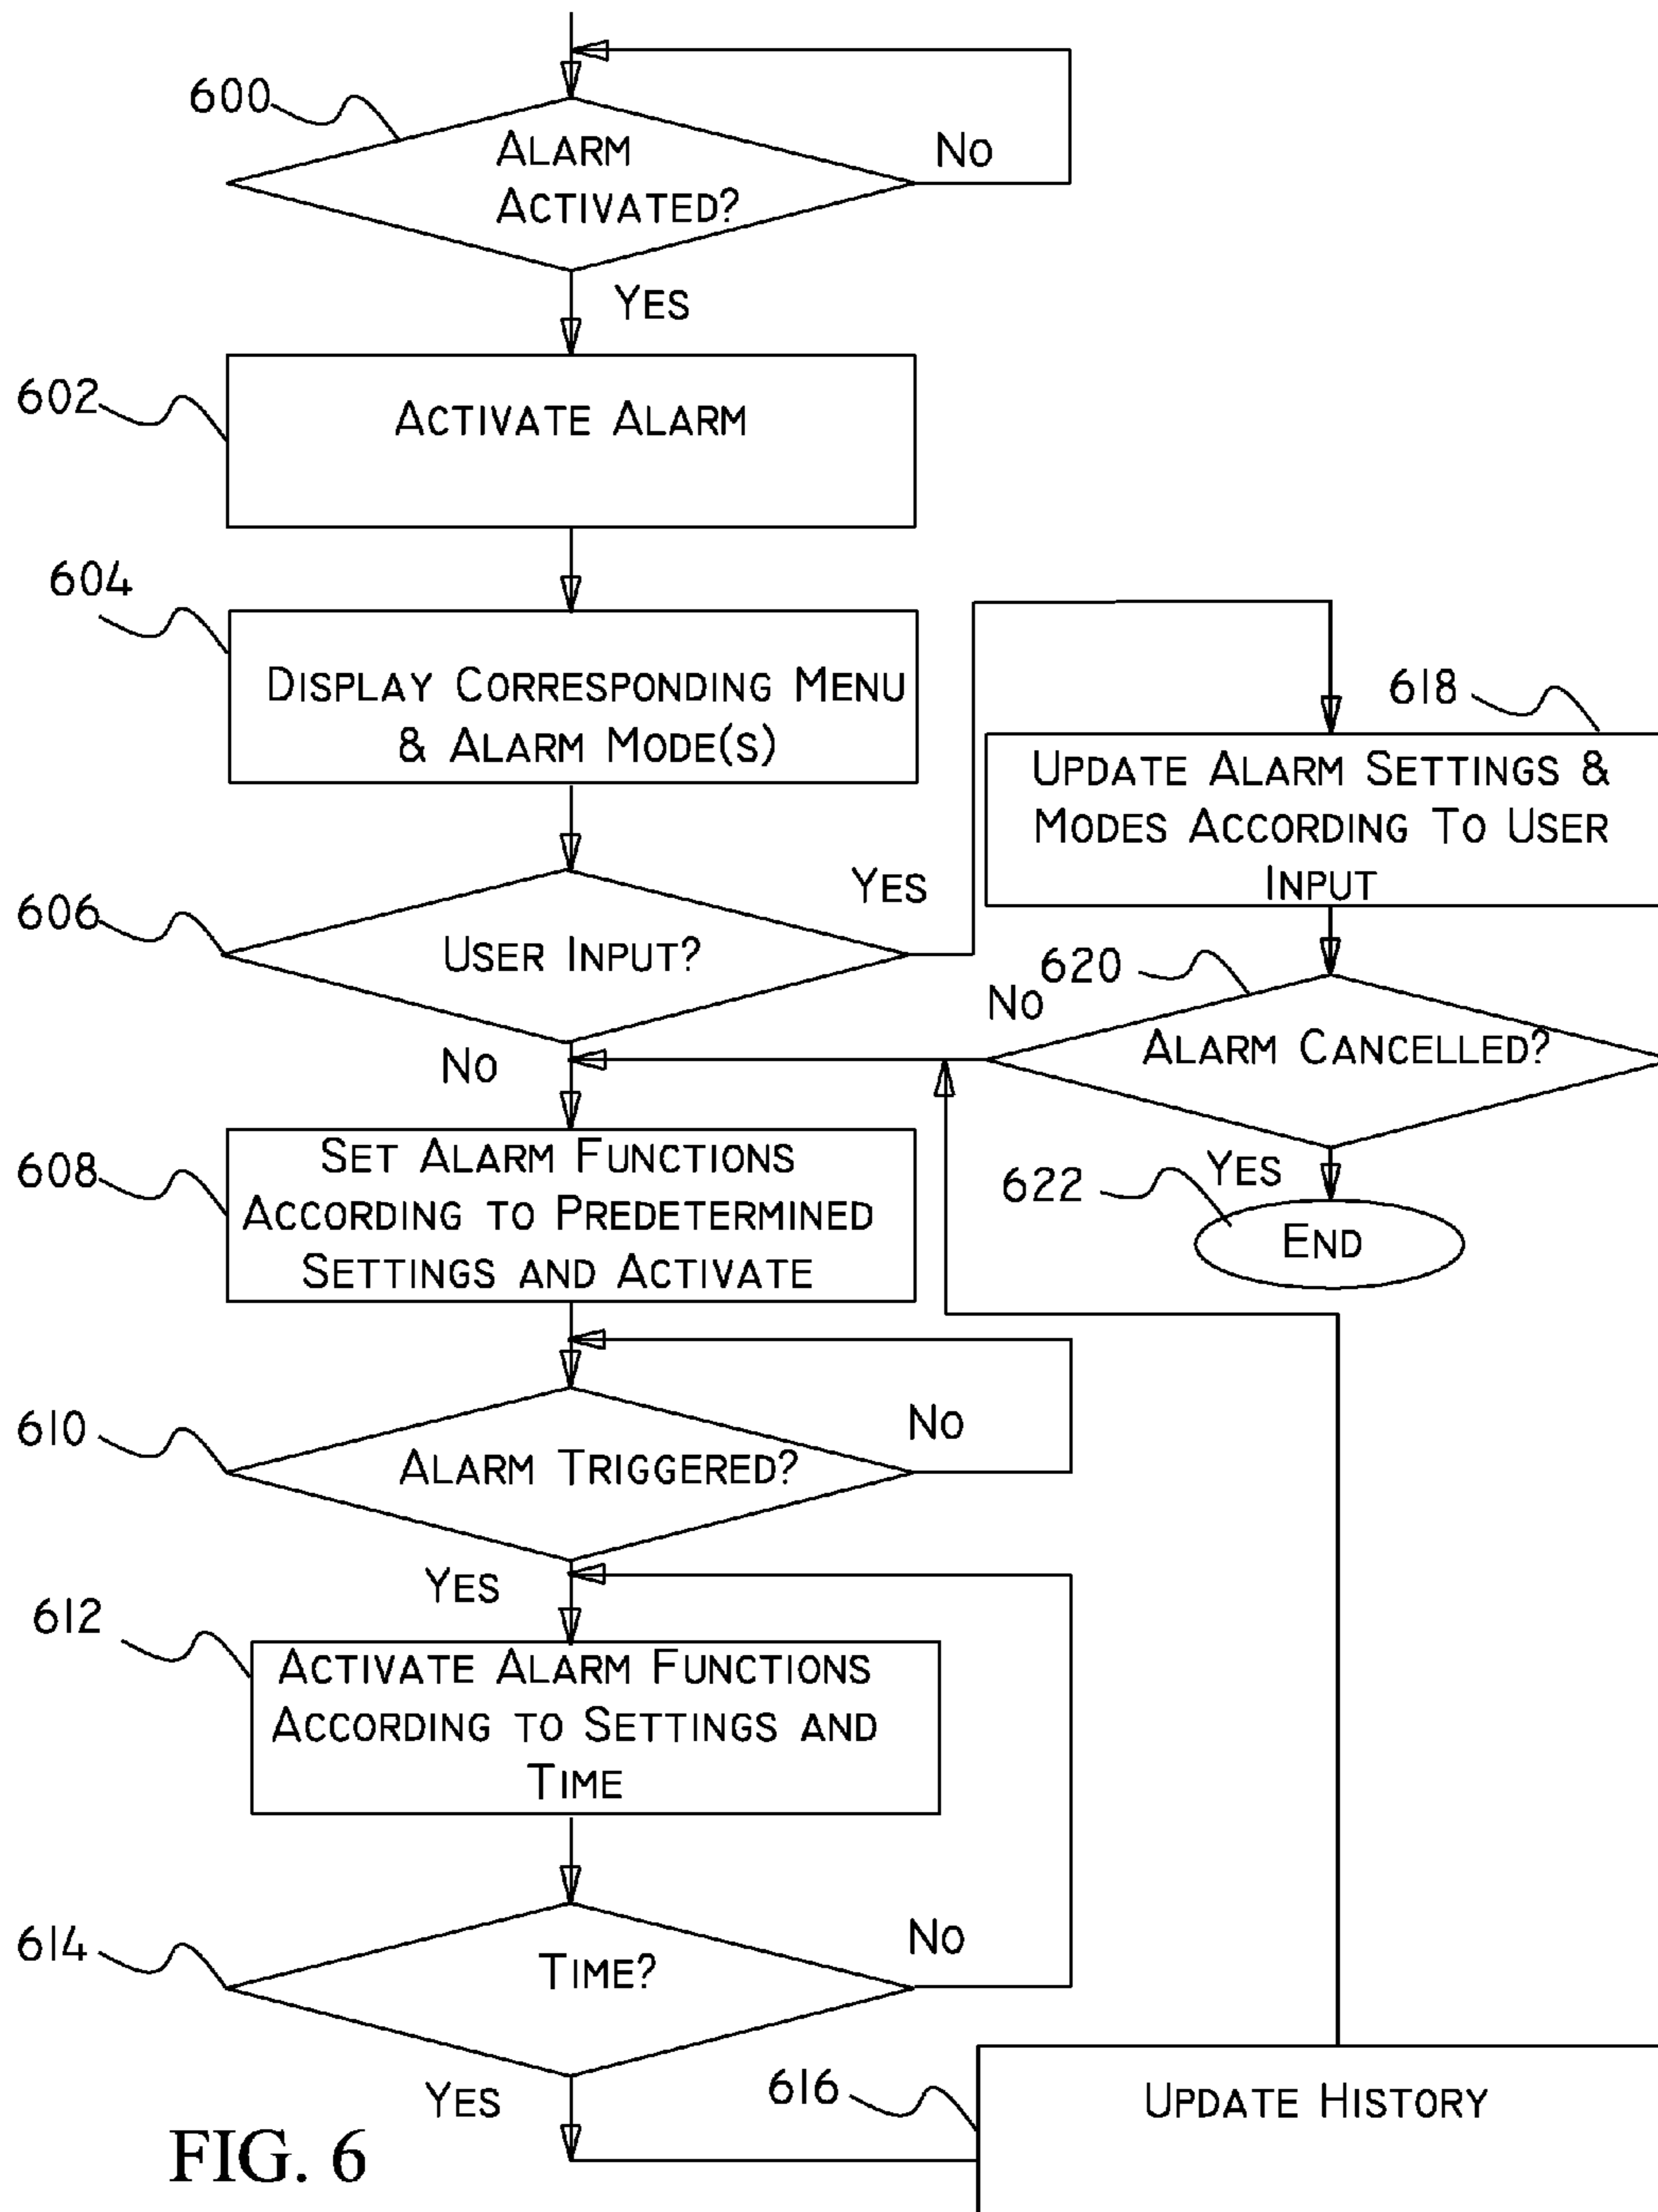 600
ALARM
ACTIVATED?
NO
YES
602
ACTIVATE ALARM
604
DISPLAY CORRESPONDING MENU
& ALARM MODE(S)
606
USER INPUT?
YES
NO
618
UPDATE ALARM SETTINGS &
MODES ACCORDING TO USER
INPUT
620
NO
ALARM CANCELLED?
YES
622
END
608
SET ALARM FUNCTIONS
ACCORDING TO PREDETERMINED
SETTINGS AND ACTIVATE
610
ALARM TRIGGERED?
NO
YES
612
ACTIVATE ALARM FUNCTIONS
ACCORDING TO SETTINGS AND
TIME
614
TIME?
NO
YES
616
UPDATE HISTORY
FIG. 6